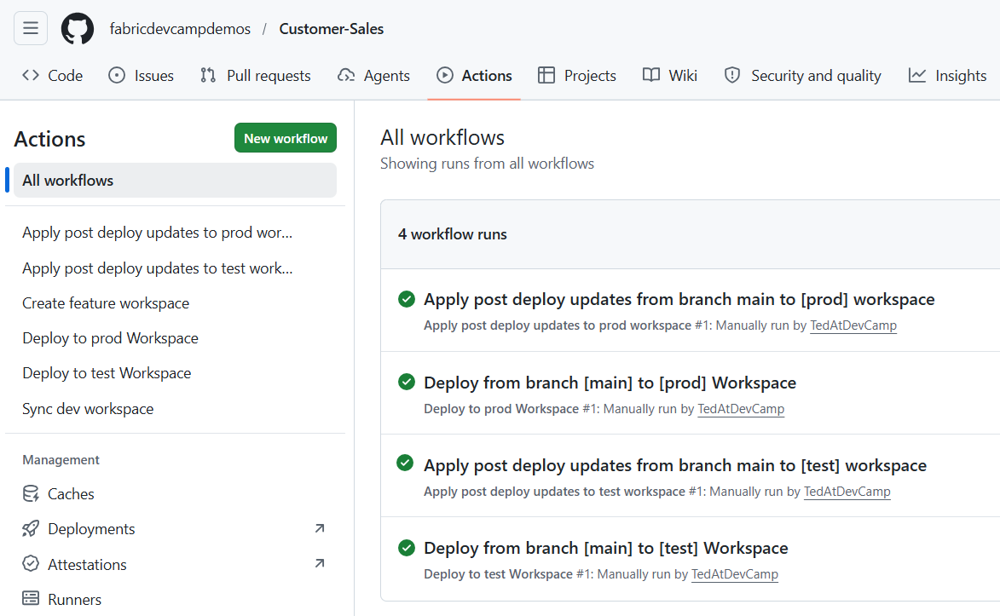 fabricdevcampdemos / Customer-Sales
Code Issues Pull requests Agents Actions Projects Wiki Security and quality Insights
Actions
New workflow
All workflows
Apply post deploy updates to prod wor...
Apply post deploy updates to test work...
Create feature workspace
Deploy to prod Workspace
Deploy to test Workspace
Sync dev workspace
Management
Caches
Deployments
Attestations
Runners
All workflows
Showing runs from all workflows
4 workflow runs
Apply post deploy updates from branch main to [prod] workspace
Apply post deploy updates to prod workspace #1: Manually run by TedAtDevCamp
Deploy from branch [main] to [prod] Workspace
Deploy to prod Workspace #1: Manually run by TedAtDevCamp
Apply post deploy updates from branch main to [test] workspace
Apply post deploy updates to test workspace #1: Manually run by TedAtDevCamp
Deploy from branch [main] to [test] Workspace
Deploy to test Workspace #1: Manually run by TedAtDevCamp